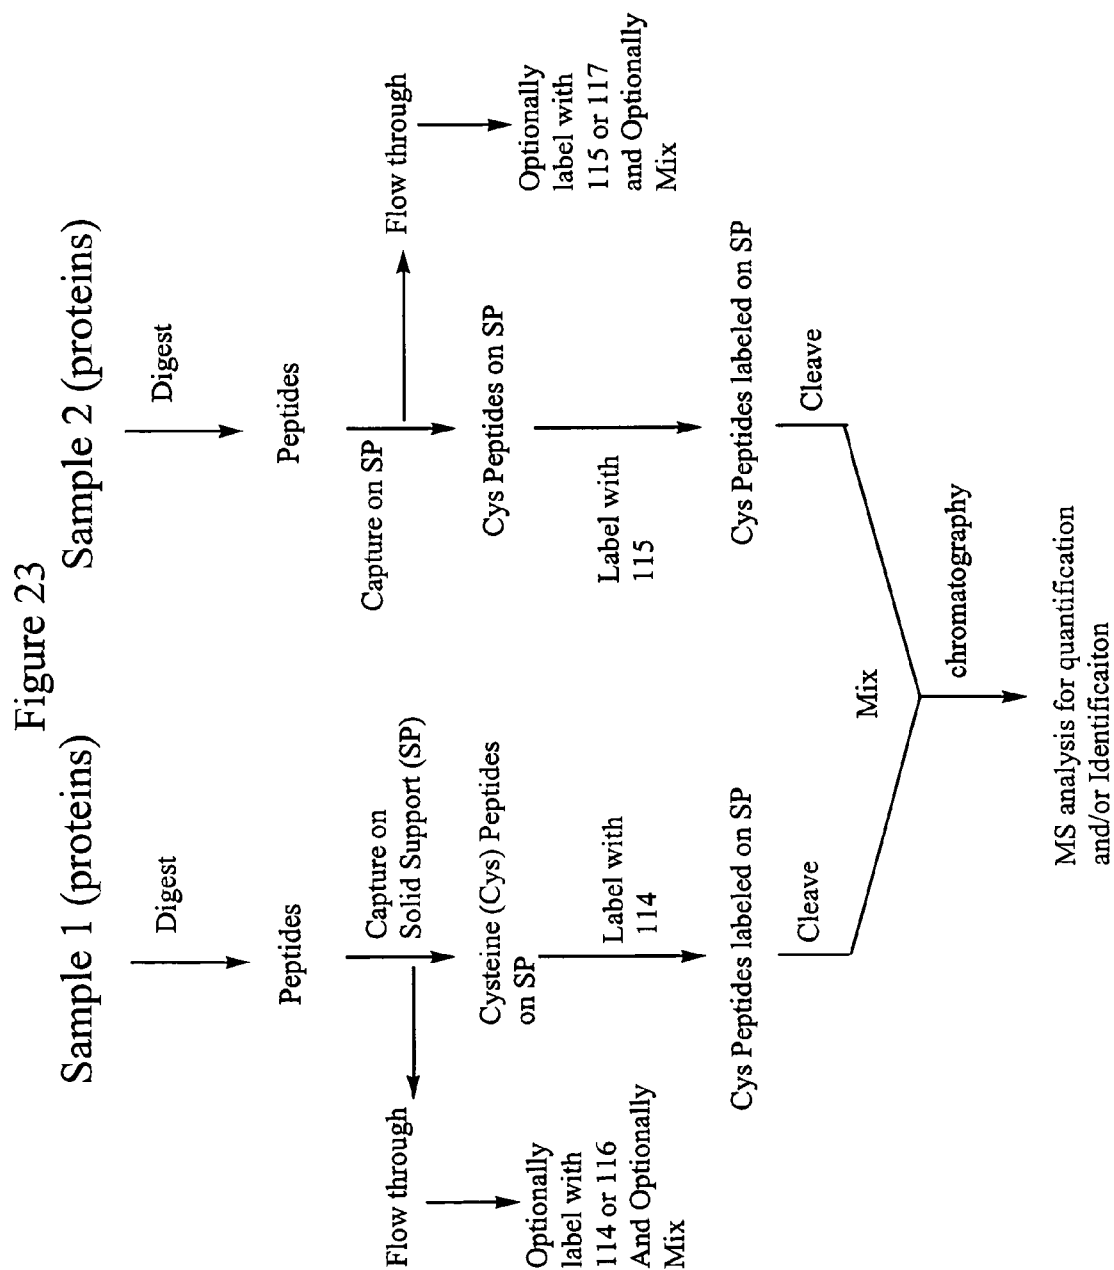 Figure 23
Sample 1 (proteins)
Digest
Peptides
Capture on
Solid Support (SP)
Flow through
Optionally
label with
114 or 116
And Optionally
Mix
Cysteine (Cys) Peptides
on SP
Label with
114
Cys Peptides labeled on SP
Cleave
Sample 2 (proteins)
Digest
Peptides
Capture on SP
Flow through
Optionally
label with
115 or 117
and Optionally
Mix
Cys Peptides on SP
Label with
115
Cys Peptides labeled on SP
Cleave
Mix
chromatography
MS analysis for quantification
and/or Identificaiton